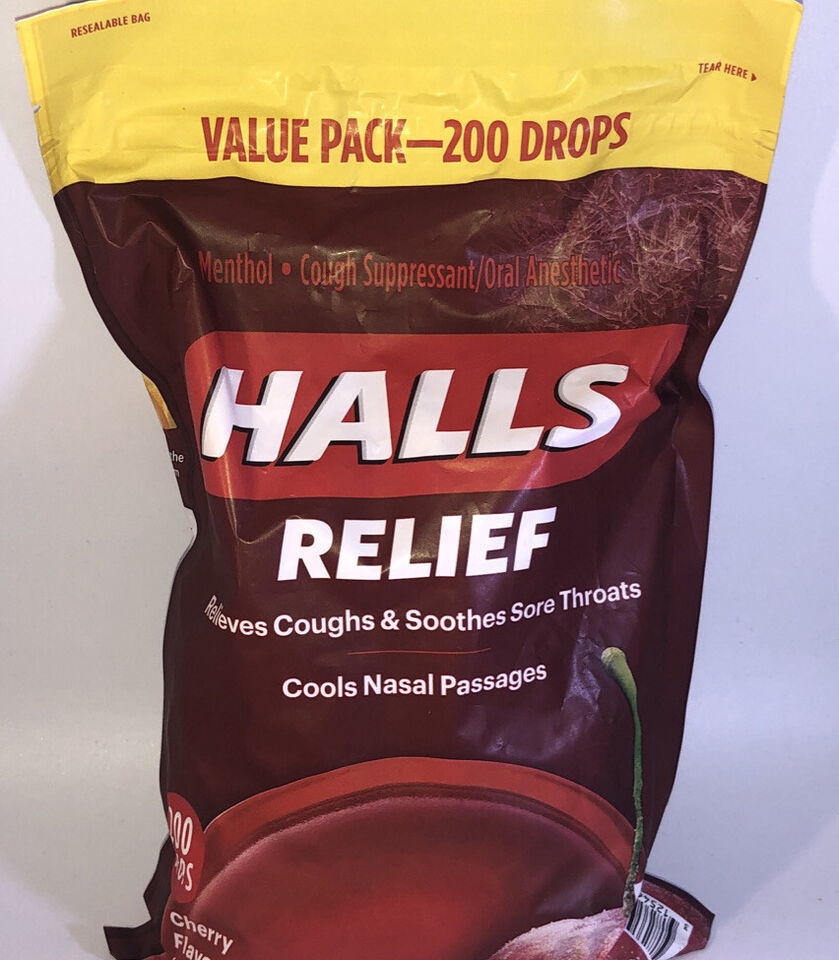 RESEALABLE BAG
TEAR HERE
VALUE PACK—200 DROPS
Menthol • Cough Suppressant/Oral Anesthetic
HALLS
RELIEF
Relieves Coughs & Soothes Sore Throats
Cools Nasal Passages
200
Cherry